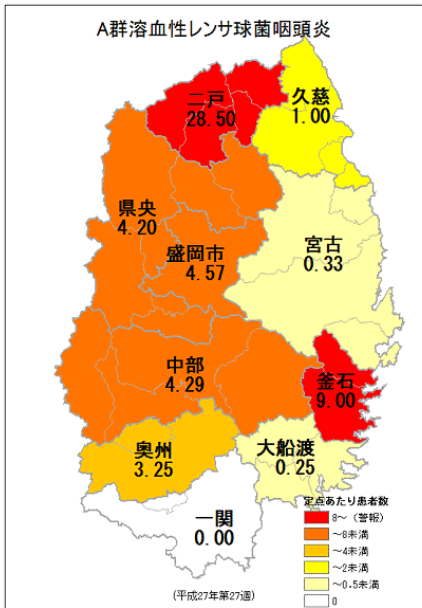 A群溶血性レンサ球菌咽頭炎
二戸
28.50
久慈
1.00
県央
4.20
盛岡市
4.57
宮古
0.33
中部
4.29
釜石
9.00
奥州
3.25
大船渡
0.25
一関
0.00
定点あたり患者数
8～（警報）
～8未満
～4未満
～2未満
～0.5未満
0
(平成27年第27週)